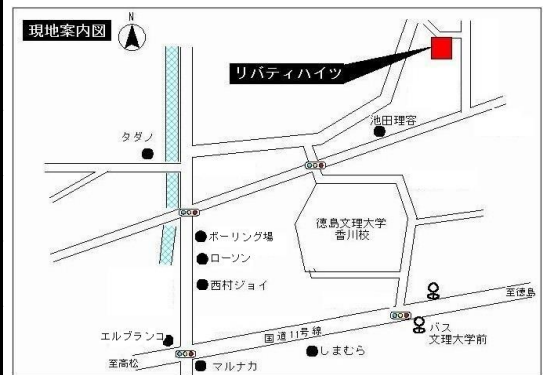 現地案内図
N
リバティハイツ
池田理容
タダノ
徳島文理大学
香川校
ボーリング場
ローソン
西村ジョイ
至徳島
エルブランコ
国道11号線
バス
文理大学前
しまむら
至高松
マルナカ